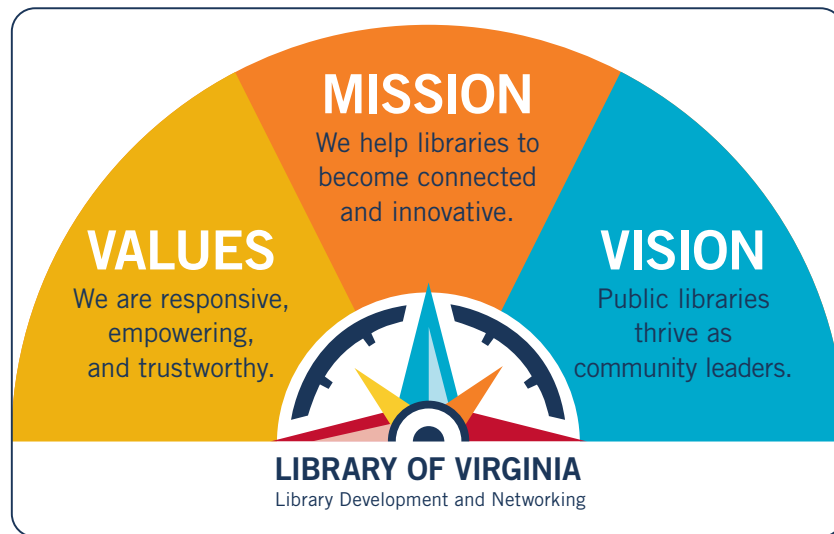 VALUES
We are responsive,
empowering,
and trustworthy.
MISSION
We help libraries to
become connected
and innovative.
VISION
Public libraries
thrive as
community leaders.
LIBRARY OF VIRGINIA
Library Development and Networking